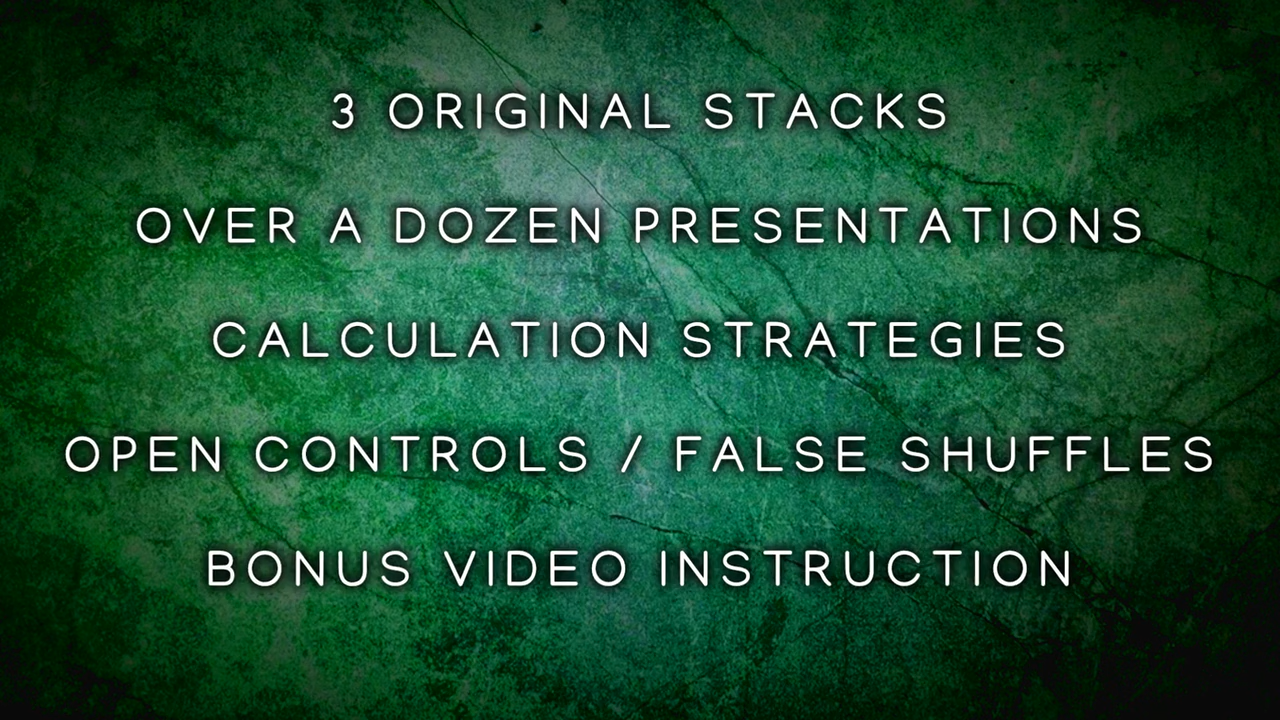 3 ORIGINAL STACKS
OVER A DOZEN PRESENTATIONS
CALCULATION STRATEGIES
OPEN CONTROLS / FALSE SHUFFLES
BONUS VIDEO INSTRUCTION